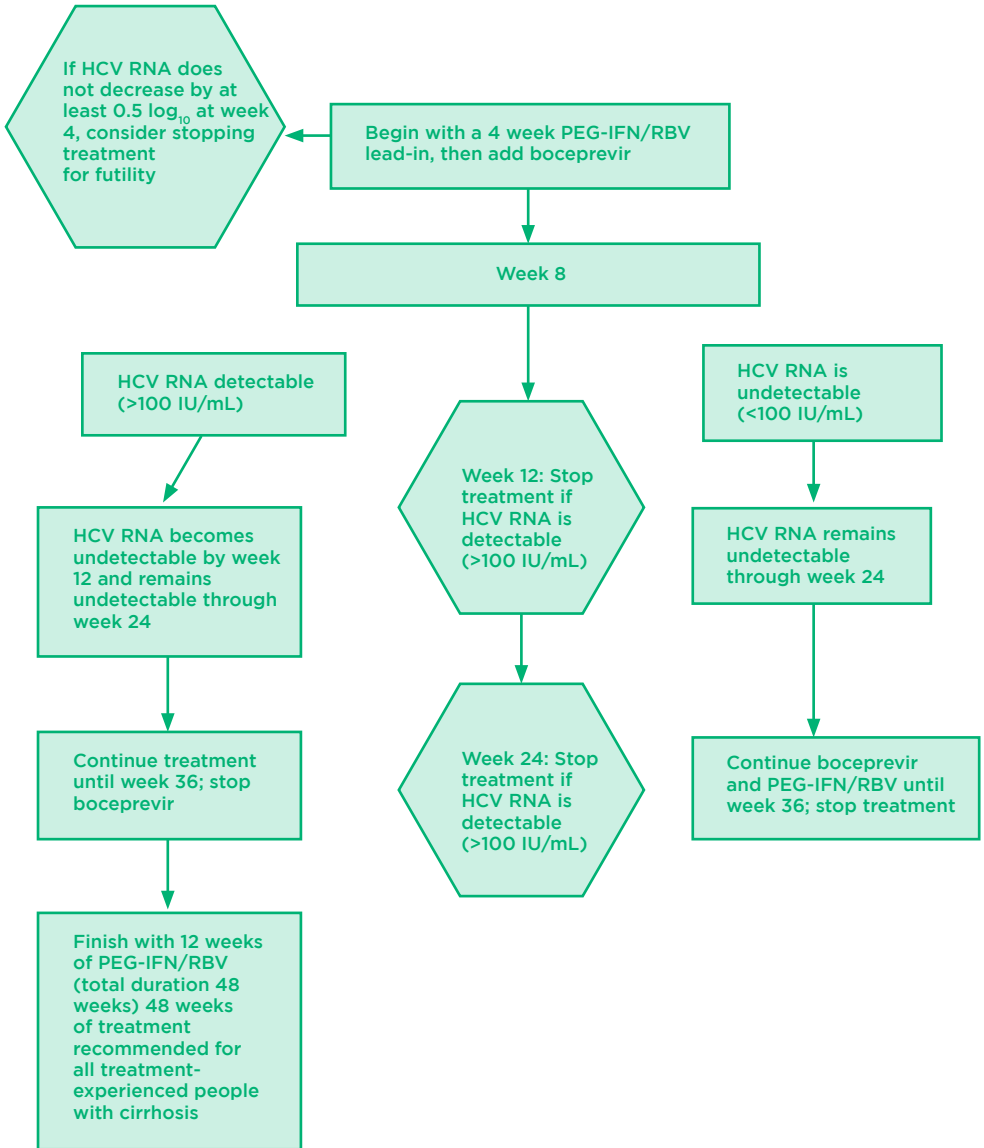 If HCV RNA does
not decrease by at
least 0.5 log₁₀ at week
4, consider stopping
treatment
for futility
Begin with a 4 week PEG-IFN/RBV
lead-in, then add boceprevir
Week 8
HCV RNA detectable
(>100 IU/mL)
HCV RNA becomes
undetectable by week
12 and remains
undetectable through
week 24
Continue treatment
until week 36; stop
boceprevir
Finish with 12 weeks
of PEG-IFN/RBV
(total duration 48
weeks) 48 weeks
of treatment
recommended for
all treatment-
experienced people
with cirrhosis
Week 12: Stop
treatment if
HCV RNA is
detectable
(>100 IU/mL)
Week 24: Stop
treatment if
HCV RNA is
detectable
(>100 IU/mL)
HCV RNA is
undetectable
(<100 IU/mL)
HCV RNA remains
undetectable
through week 24
Continue boceprevir
and PEG-IFN/RBV until
week 36; stop treatment